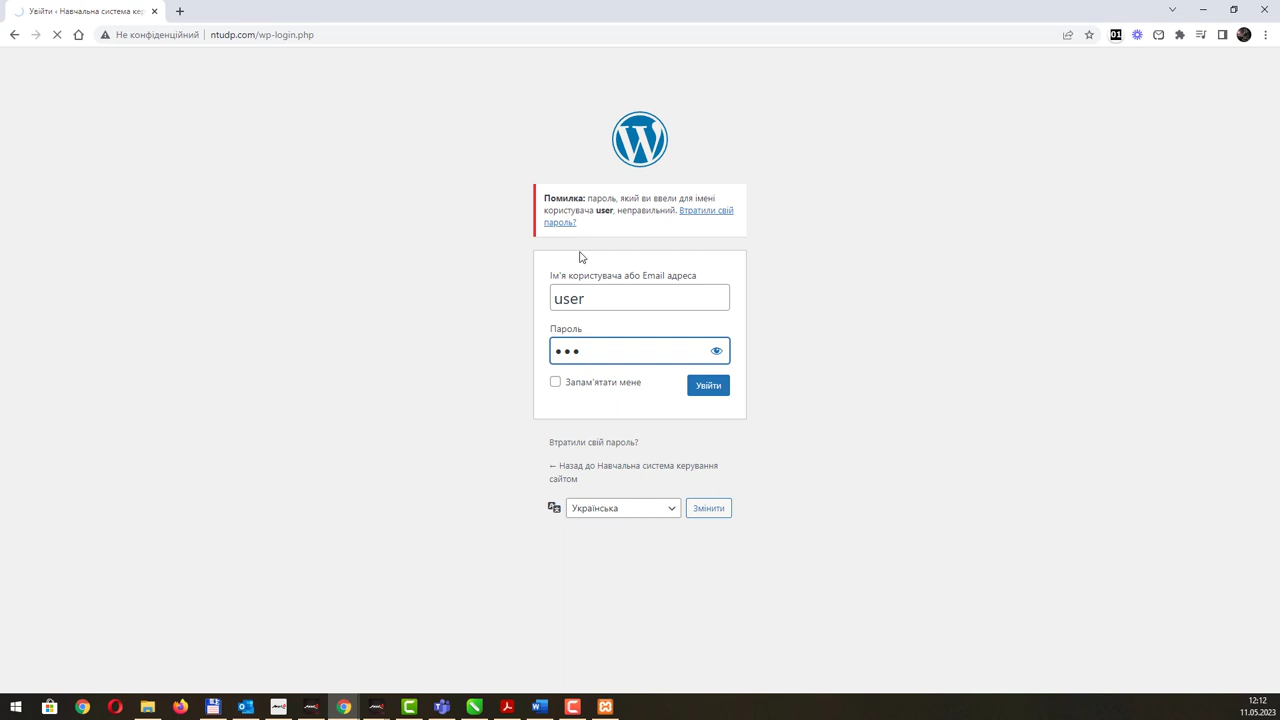 Увійти ‹ Навчальна система кер
Не конфіденційний
ntudp.com/wp-login.php
01
Помилка: пароль, який ви ввели для імені
користувача user, неправильний. Втратили свій
пароль?
Ім'я користувача або Email адреса
user
Пароль
Запам'ятати мене
Увійти
Втратили свій пароль?
← Назад до Навчальна система керування
сайтом
Українська
Змінити
12:12
11.05.2023